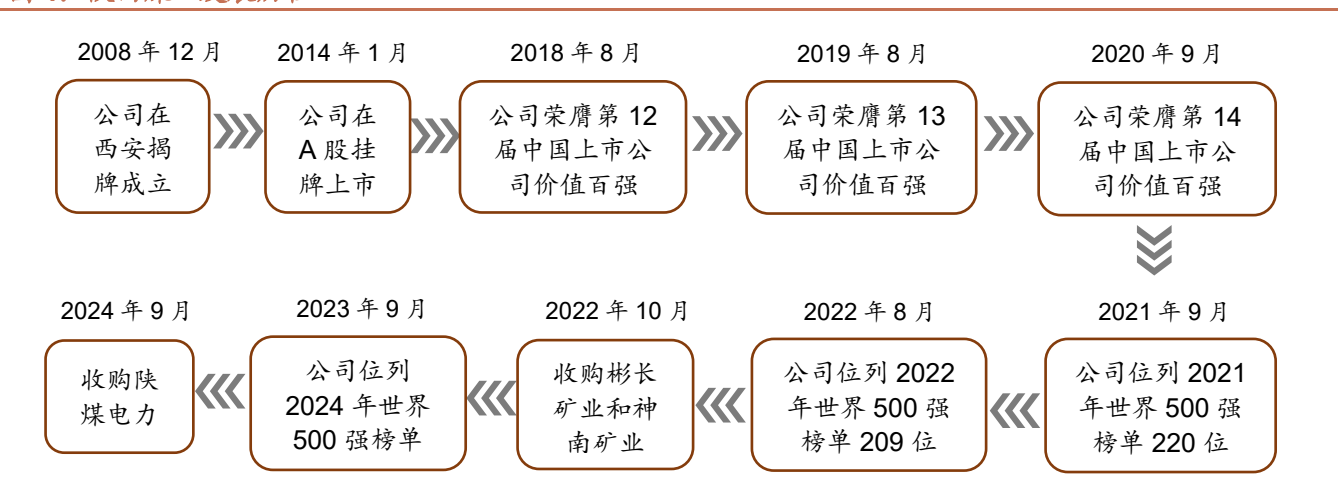 2008 年 12 月
公司在
西安揭
牌成立
2014 年 1 月
公司在
A 股挂
牌上市
2018 年 8 月
公司荣膺第 12
届中国上市公
司价值百强
2019 年 8 月
公司荣膺第 13
届中国上市公
司价值百强
2020 年 9 月
公司荣膺第 14
届中国上市公
司价值百强
2021 年 9 月
公司位列 2021
年世界 500 强
榜单 220 位
2022 年 8 月
公司位列 2022
年世界 500 强
榜单 209 位
2022 年 10 月
收购彬长
矿业和神
南矿业
2023 年 9 月
公司位列
2024 年世界
500 强榜单
2024 年 9 月
收购陕
煤电力